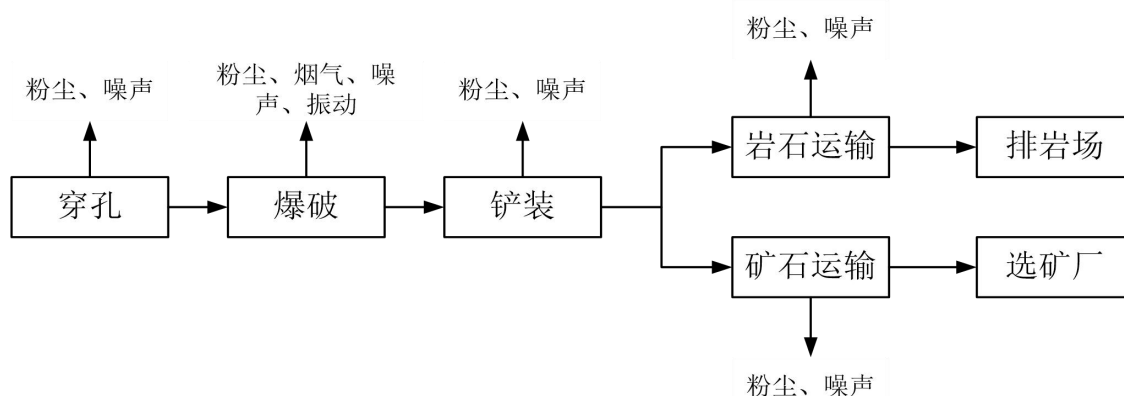 粉尘、噪声
粉尘、烟气、噪
声、振动
粉尘、噪声
粉尘、噪声
穿孔
爆破
铲装
岩石运输
排岩场
矿石运输
选矿厂
粉尘、噪声